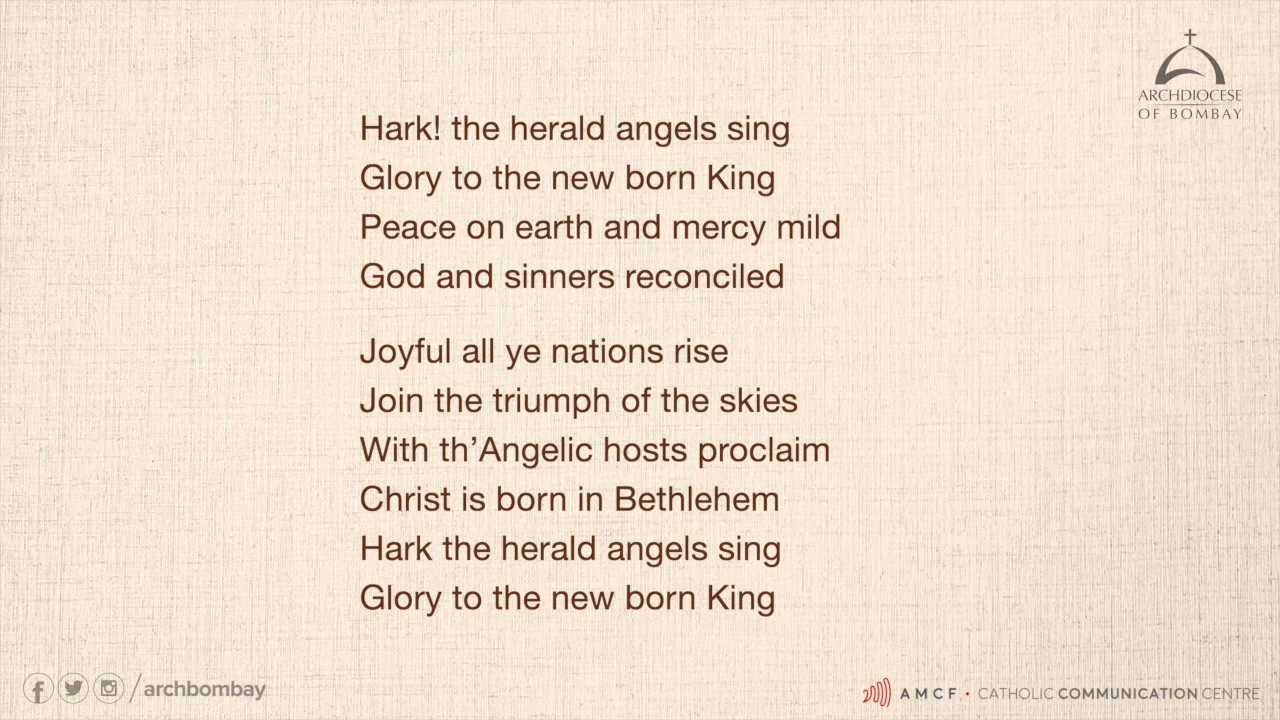 ARCHDIOCESE
OF BOMBAY
Hark! the herald angels sing
Glory to the new born King
Peace on earth and mercy mild
God and sinners reconciled
Joyful all ye nations rise
Join the triumph of the skies
With th’Angelic hosts proclaim
Christ is born in Bethlehem
Hark the herald angels sing
Glory to the new born King
/archbombay
AMCF • CATHOLIC COMMUNICATION CENTRE